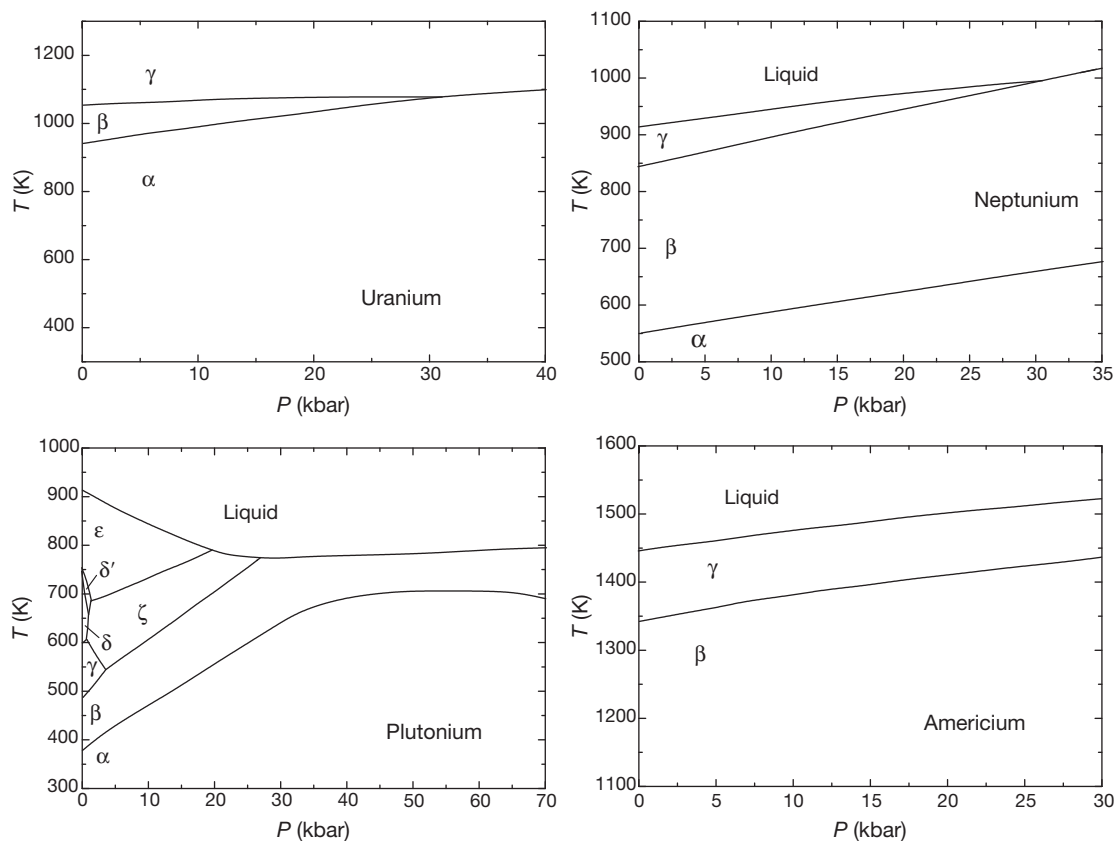 1200
1000
800
600
400
T (K)
γ
β
α
Uranium
0
10
20
30
40
P (kbar)
1100
1000
900
800
700
600
500
T (K)
Liquid
γ
Neptunium
β
α
0
5
10
15
20
25
30
35
P (kbar)
1000
900
800
700
600
500
400
300
T (K)
Liquid
ε
δ′
ζ
δ
γ
β
α
Plutonium
0
10
20
30
40
50
60
70
P (kbar)
1600
1500
1400
1300
1200
1100
T (K)
Liquid
γ
β
Americium
0
5
10
15
20
25
30
P (kbar)